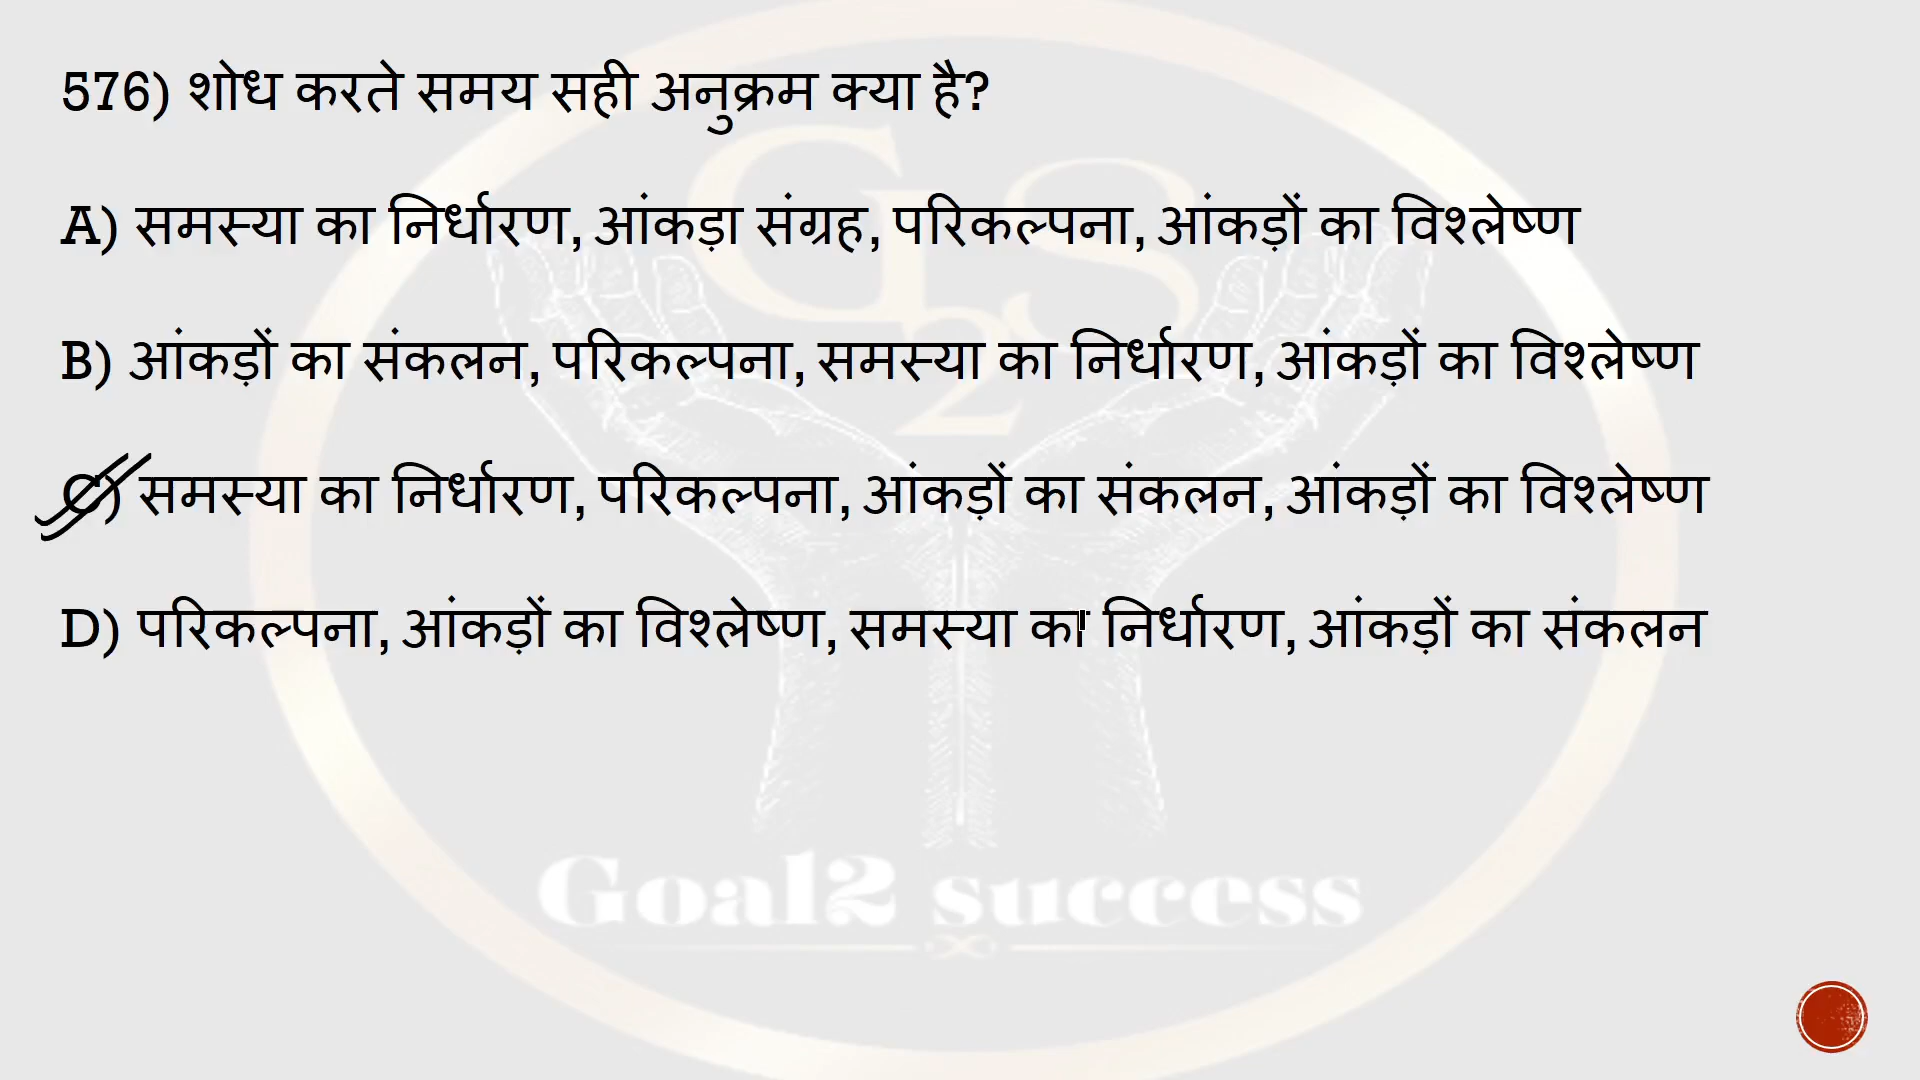 576) शोध करते समय सही अनुक्रम क्या है?
A) समस्या का निर्धारण, आंकड़ा संग्रह, परिकल्पना, आंकड़ों का विश्लेष्ण
B) आंकड़ों का संकलन, परिकल्पना, समस्या का निर्धारण, आंकड़ों का विश्लेष्ण
C) समस्या का निर्धारण, परिकल्पना, आंकड़ों का संकलन, आंकड़ों का विश्लेष्ण
D) परिकल्पना, आंकड़ों का विश्लेष्ण, समस्या का निर्धारण, आंकड़ों का संकलन
G2S
Goal2 success